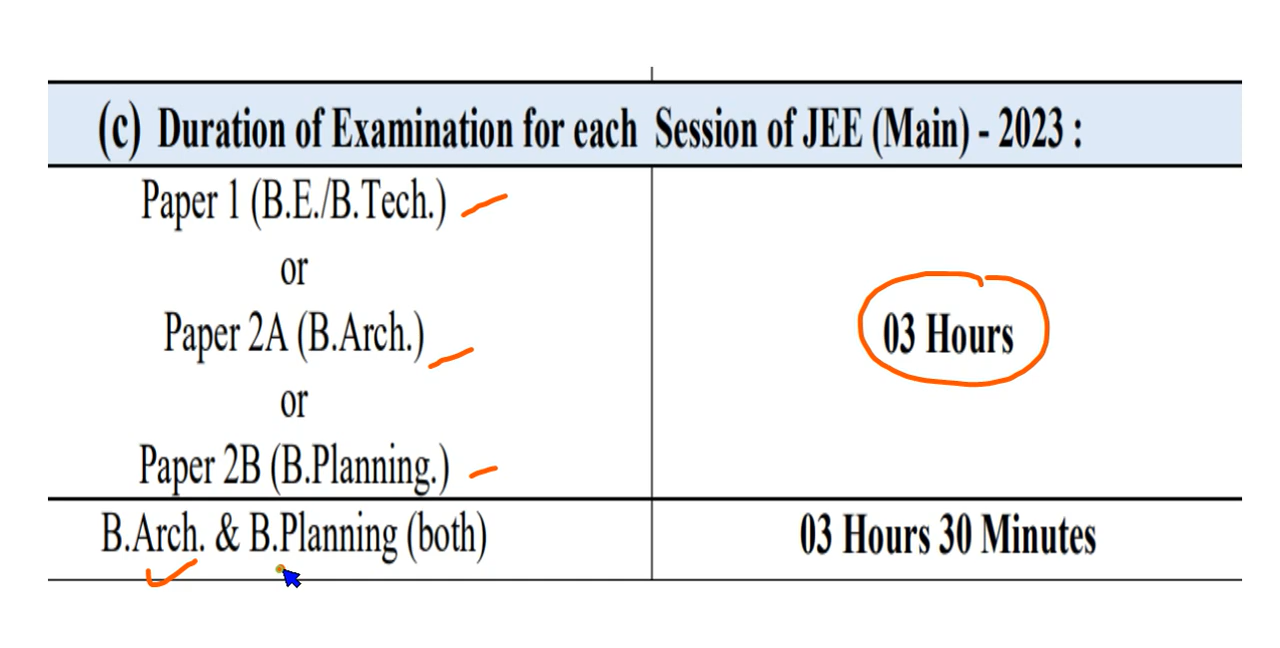 (c) Duration of Examination for each Session of JEE (Main) - 2023 :
Paper 1 (B.E./B.Tech.)
or
Paper 2A (B.Arch.)
or
Paper 2B (B.Planning.)
03 Hours
B.Arch. & B.Planning (both)
03 Hours 30 Minutes